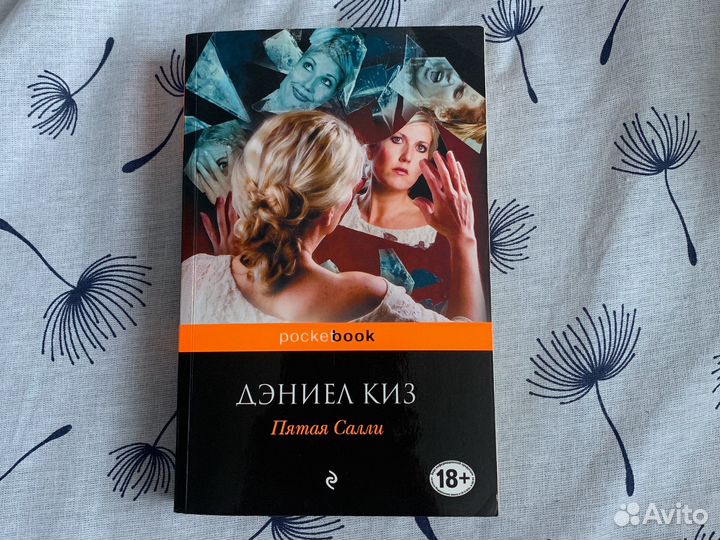 pocketbook
ДЭНИЕЛ КИЗ
Пятая Салли
18+
Avito